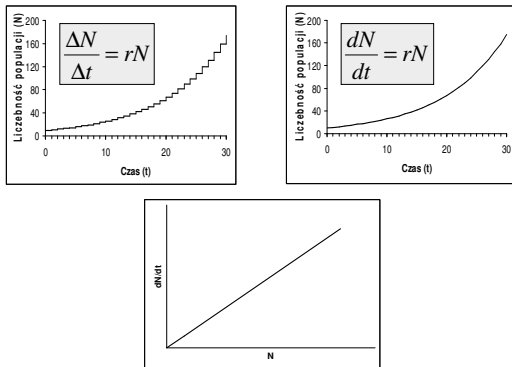 Liczebność populacji (N)
200
160
120
80
40
0
ΔN/Δt = rN
0 10 20 30
Czas (t)
Liczebność populacji (N)
200
160
120
80
40
0
dN/dt = rN
0 10 20 30
Czas (t)
dN/dt
N